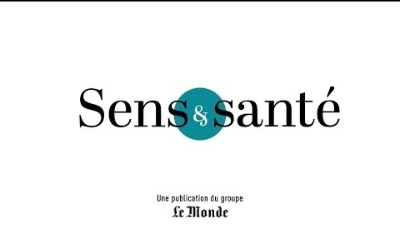 Sens & santé
Une publication du groupe
Le Monde